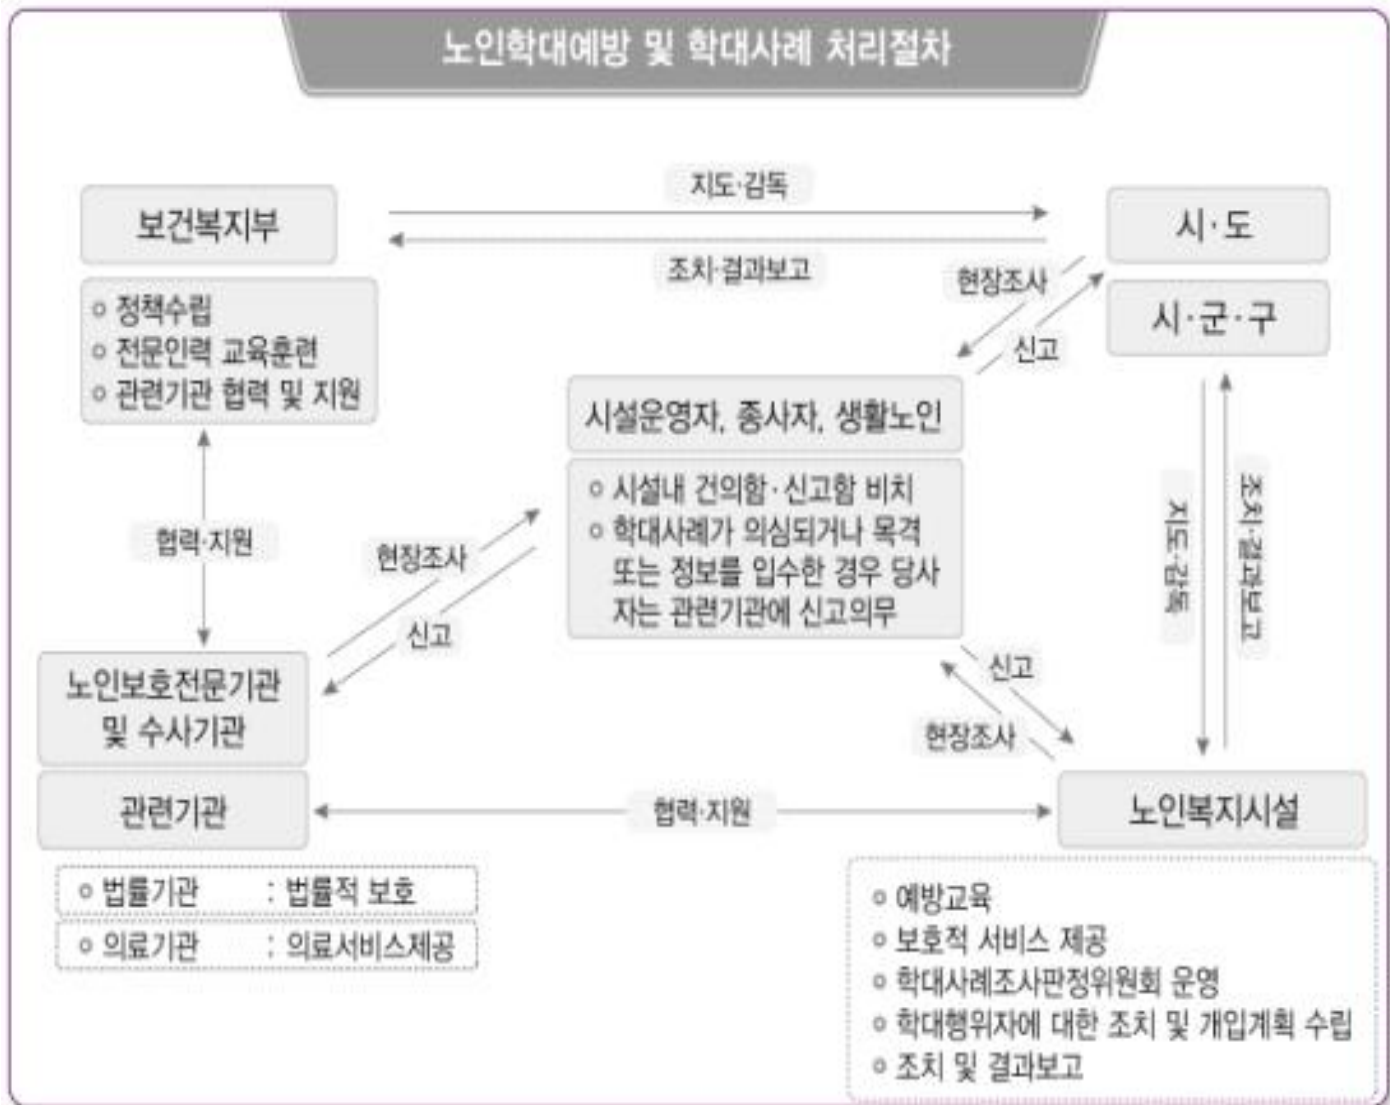 노인학대예방 및 학대사례 처리절차
보건복지부
지도·감독
조치·결과보고
시·도
시·군·구
○ 정책수립
○ 전문인력 교육훈련
○ 관련기관 협력 및 지원
현장조사
신고
시설운영자, 종사자, 생활노인
○ 시설내 건의함·신고함 비치
○ 학대사례가 의심되거나 목격
또는 정보를 입수한 경우 당사
자는 관련기관에 신고의무
협력·지원
현장조사
신고
지도·감독
조치·결과보고
신고
현장조사
노인보호전문기관
및 수사기관
관련기관
협력·지원
노인복지시설
○ 법률기관 : 법률적 보호
○ 의료기관 : 의료서비스제공
○ 예방교육
○ 보호적 서비스 제공
○ 학대사례조사판정위원회 운영
○ 학대행위자에 대한 조치 및 개입계획 수립
○ 조치 및 결과보고